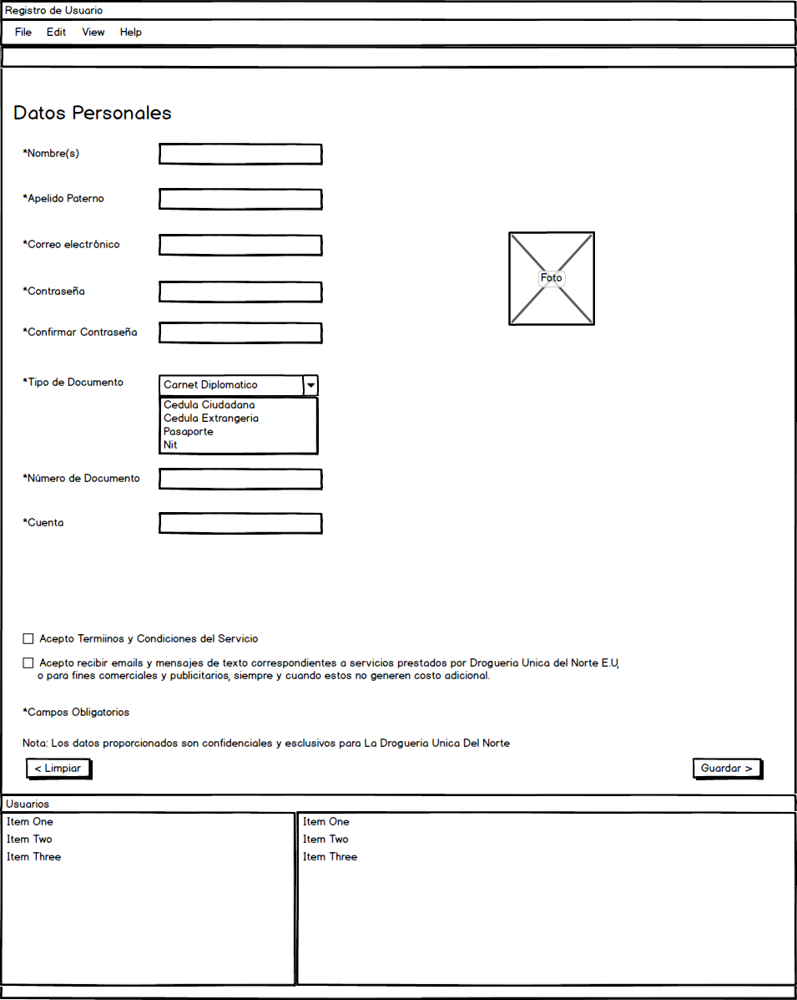 Registro de Usuario
File Edit View Help
Datos Personales
*Nombre(s)
*Apelido Paterno
*Correo electrónico
Foto
*Contraseña
*Confirmar Contraseña
*Tipo de Documento
Carnet Diplomatico
Cedula Ciudadana
Cedula Extrangeria
Pasaporte
Nit
*Número de Documento
*Cuenta
Acepto Termiinos y Condiciones del Servicio
Acepto recibir emails y mensajes de texto correspondientes a servicios prestados por Drogueria Unica del Norte E.U,
o para fines comerciales y publicitarios, siempre y cuando estos no generen costo adicional.
*Campos Obligatorios
Nota: Los datos proporcionados son confidenciales y esclusivos para La Drogueria Unica Del Norte
< Limpiar
Guardar >
Usuarios
Item One
Item Two
Item Three
Item One
Item Two
Item Three